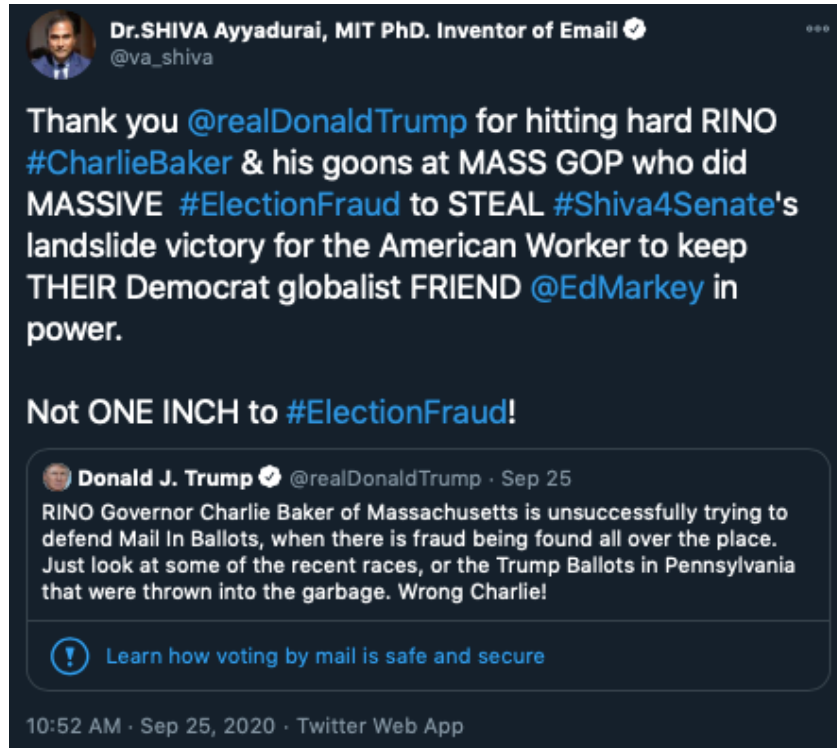 Dr.SHIVA Ayyadurai, MIT PhD. Inventor of Email
@va_shiva
Thank you @realDonaldTrump for hitting hard RINO
#CharlieBaker & his goons at MASS GOP who did
MASSIVE  #ElectionFraud to STEAL #Shiva4Senate's
landslide victory for the American Worker to keep
THEIR Democrat globalist FRIEND @EdMarkey in
power.
Not ONE INCH to #ElectionFraud!
Donald J. Trump @realDonaldTrump · Sep 25
RINO Governor Charlie Baker of Massachusetts is unsuccessfully trying to
defend Mail In Ballots, when there is fraud being found all over the place.
Just look at some of the recent races, or the Trump Ballots in Pennsylvania
that were thrown into the garbage. Wrong Charlie!
Learn how voting by mail is safe and secure
10:52 AM · Sep 25, 2020 · Twitter Web App